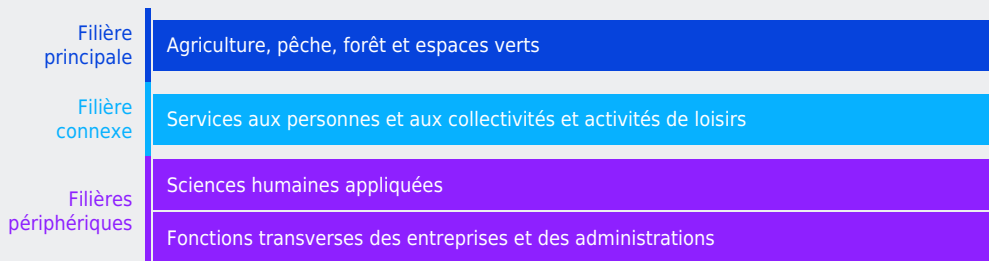 Filière
principale
Agriculture, pêche, forêt et espaces verts
Filière
connexe
Services aux personnes et aux collectivités et activités de loisirs
Filières
périphériques
Sciences humaines appliquées
Fonctions transverses des entreprises et des administrations